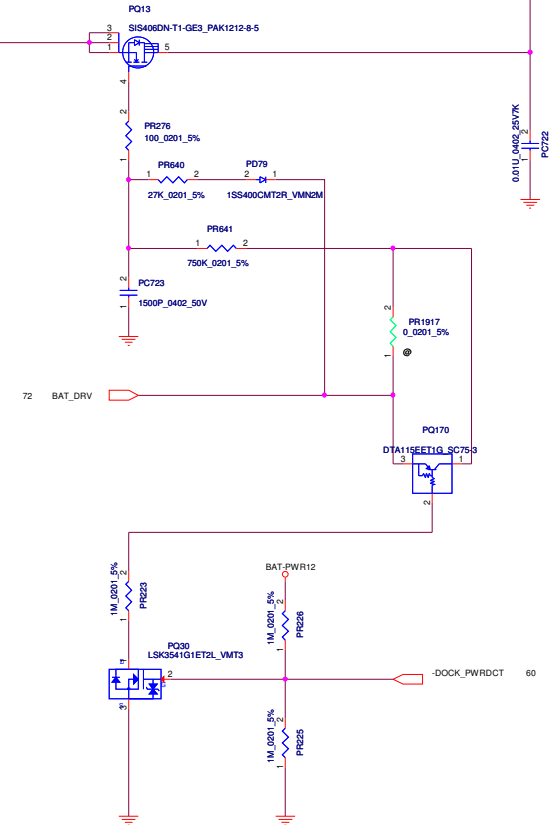 PQ13
SIS406DN-T1-GE3_PAK1212-8-5
3
2
1
5
4
2
PR276
100_0201_5%
1
0.01U_0402_25V7K
2
1
PC722
1 PR640 2
27K_0201_5%
2 PD79 1
1SS400CMT2R_VMN2M
PR641
1 2
750K_0201_5%
2
PC723
1500P_0402_50V
1
2
PR1917
0_0201_5%
1
@
72 BAT_DRV
PQ170
DTA115EET1G_SC75-3
3 1
2
1M_0201_5%
2
1
PR223
BAT-PWR12
1M_0201_5%
2
1
PR226
PQ30
LSK3541G1ET2L_VMT3
1
2
3
-DOCK_PWRDCT 60
1M_0201_5%
2
1
PR225